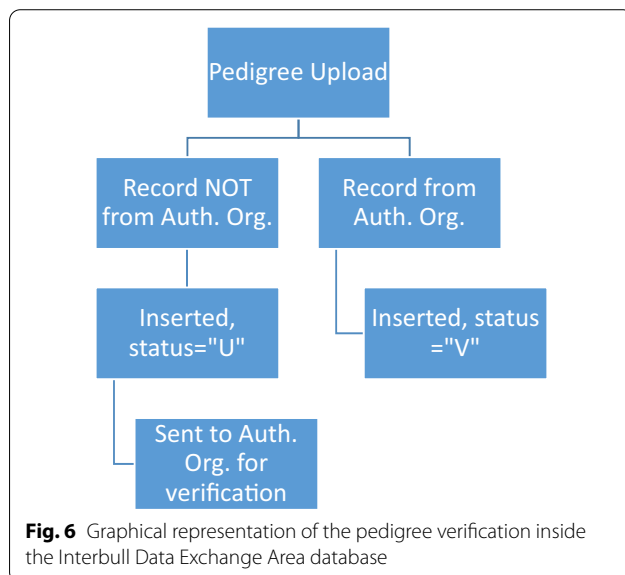 Pedigree Upload
Record NOT
from Auth. Org.
Record from
Auth. Org.
Inserted,
status="U"
Inserted, status
="V"
Sent to Auth.
Org. for
verification
Fig. 6 Graphical representation of the pedigree verification inside
the Interbull Data Exchange Area database